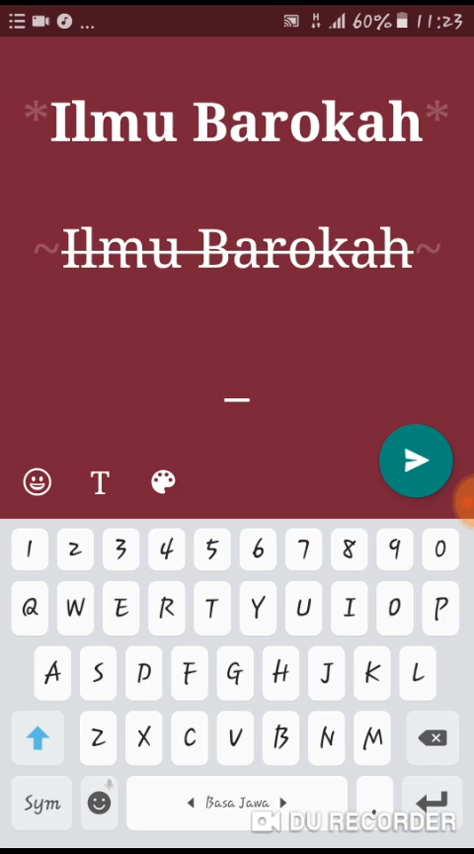 ... 60% 11:23
*Ilmu Barokah*
~Ilmu Barokah~
_
T
1 2 3 4 5 6 7 8 9 0
Q W E R T Y U I O P
A S D F G H J K L
Z X C V B N M
Sym Basa Jawa .
DU RECORDER